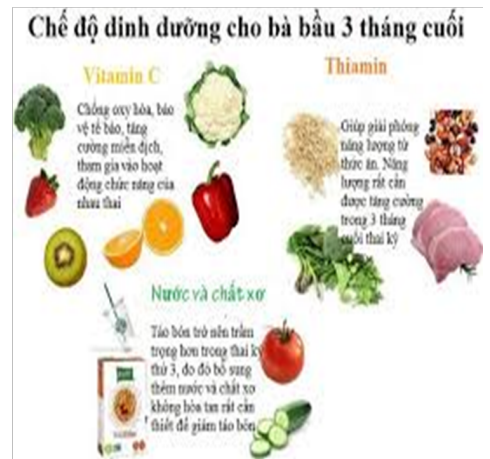 Chế độ dinh dưỡng cho bà bầu 3 tháng cuối
Vitamin C
Chống oxy hóa, bảo
vệ tế bào, tăng
cường miễn dịch,
tham gia vào hoạt
động chức năng của
nhau thai
Thiamin
Giúp giải phóng
năng lượng từ
thức ăn. Năng
lượng rất cần
được tăng cường
trong 3 tháng
cuối thai kỳ
Nước và chất xơ
Táo bón trở nên trầm
trọng hơn trong thai kỳ
thứ 3, do đó bổ sung
thêm nước và chất xơ
không hòa tan rất cần
thiết để giảm táo bón